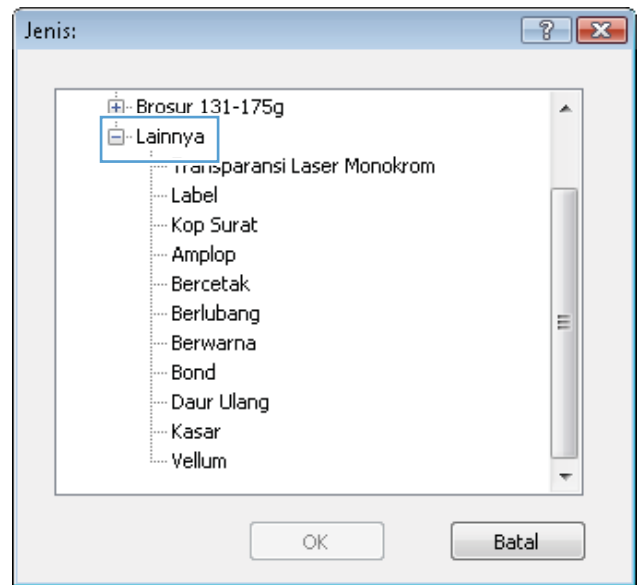 Jenis:
Brosur 131-175g
Lainnya
Transparansi Laser Monokrom
Label
Kop Surat
Amplop
Bercetak
Berlubang
Berwarna
Bond
Daur Ulang
Kasar
Vellum
OK Batal